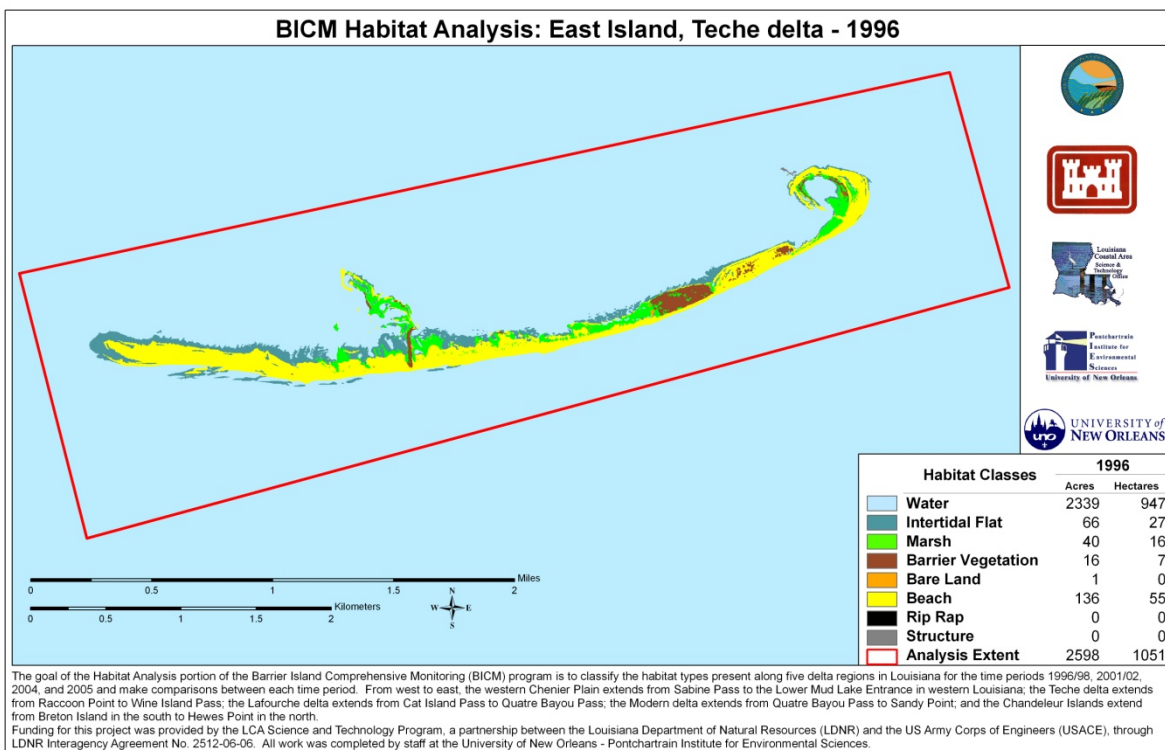 BICM Habitat Analysis: East Island, Teche delta - 1996
Louisiana
Coastal Area
Science &
Technology
Office
Pontchartrain
Institute for
Environmental
Sciences
University of New Orleans
uno
UNIVERSITY of
NEW ORLEANS
Habitat Classes 1996
Acres Hectares
Water 2339 947
Intertidal Flat 66 27
Marsh 40 16
Barrier Vegetation 16 7
Bare Land 1 0
Beach 136 55
Rip Rap 0 0
Structure 0 0
Analysis Extent 2598 1051
Miles
0 0.5 1 1.5 2
Kilometers
0 0.5 1 1.5 2
N
W E
S
The goal of the Habitat Analysis portion of the Barrier Island Comprehensive Monitoring (BICM) program is to classify the habitat types present along five delta regions in Louisiana for the time periods 1996/98, 2001/02,
2004, and 2005 and make comparisons between each time period. From west to east, the western Chenier Plain extends from Sabine Pass to the Lower Mud Lake Entrance in western Louisiana; the Teche delta extends
from Raccoon Point to Wine Island Pass; the Lafourche delta extends from Cat Island Pass to Quatre Bayou Pass; the Modern delta extends from Quatre Bayou Pass to Sandy Point; and the Chandeleur Islands extend
from Breton Island in the south to Hewes Point in the north.
Funding for this project was provided by the LCA Science and Technology Program, a partnership between the Louisiana Department of Natural Resources (LDNR) and the US Army Corps of Engineers (USACE), through
LDNR Interagency Agreement No. 2512-06-06. All work was completed by staff at the University of New Orleans - Pontchartrain Institute for Environmental Sciences.